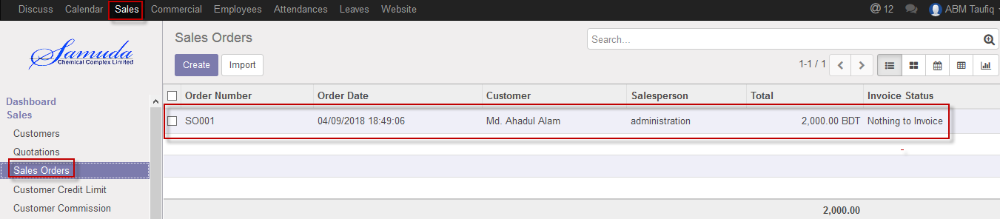 Discuss Calendar Sales Commercial Employees Attendances Leaves Website @ 12 ABM Taufiq
Samuda
Chemical Complex Limited
Dashboard
Sales
Customers
Quotations
Sales Orders
Customer Credit Limit
Customer Commission
Sales Orders
Search...
Create Import
1-1 / 1
Order Number Order Date Customer Salesperson Total Invoice Status
SO001 04/09/2018 18:49:06 Md. Ahadul Alam administration 2,000.00 BDT Nothing to Invoice
-
2,000.00